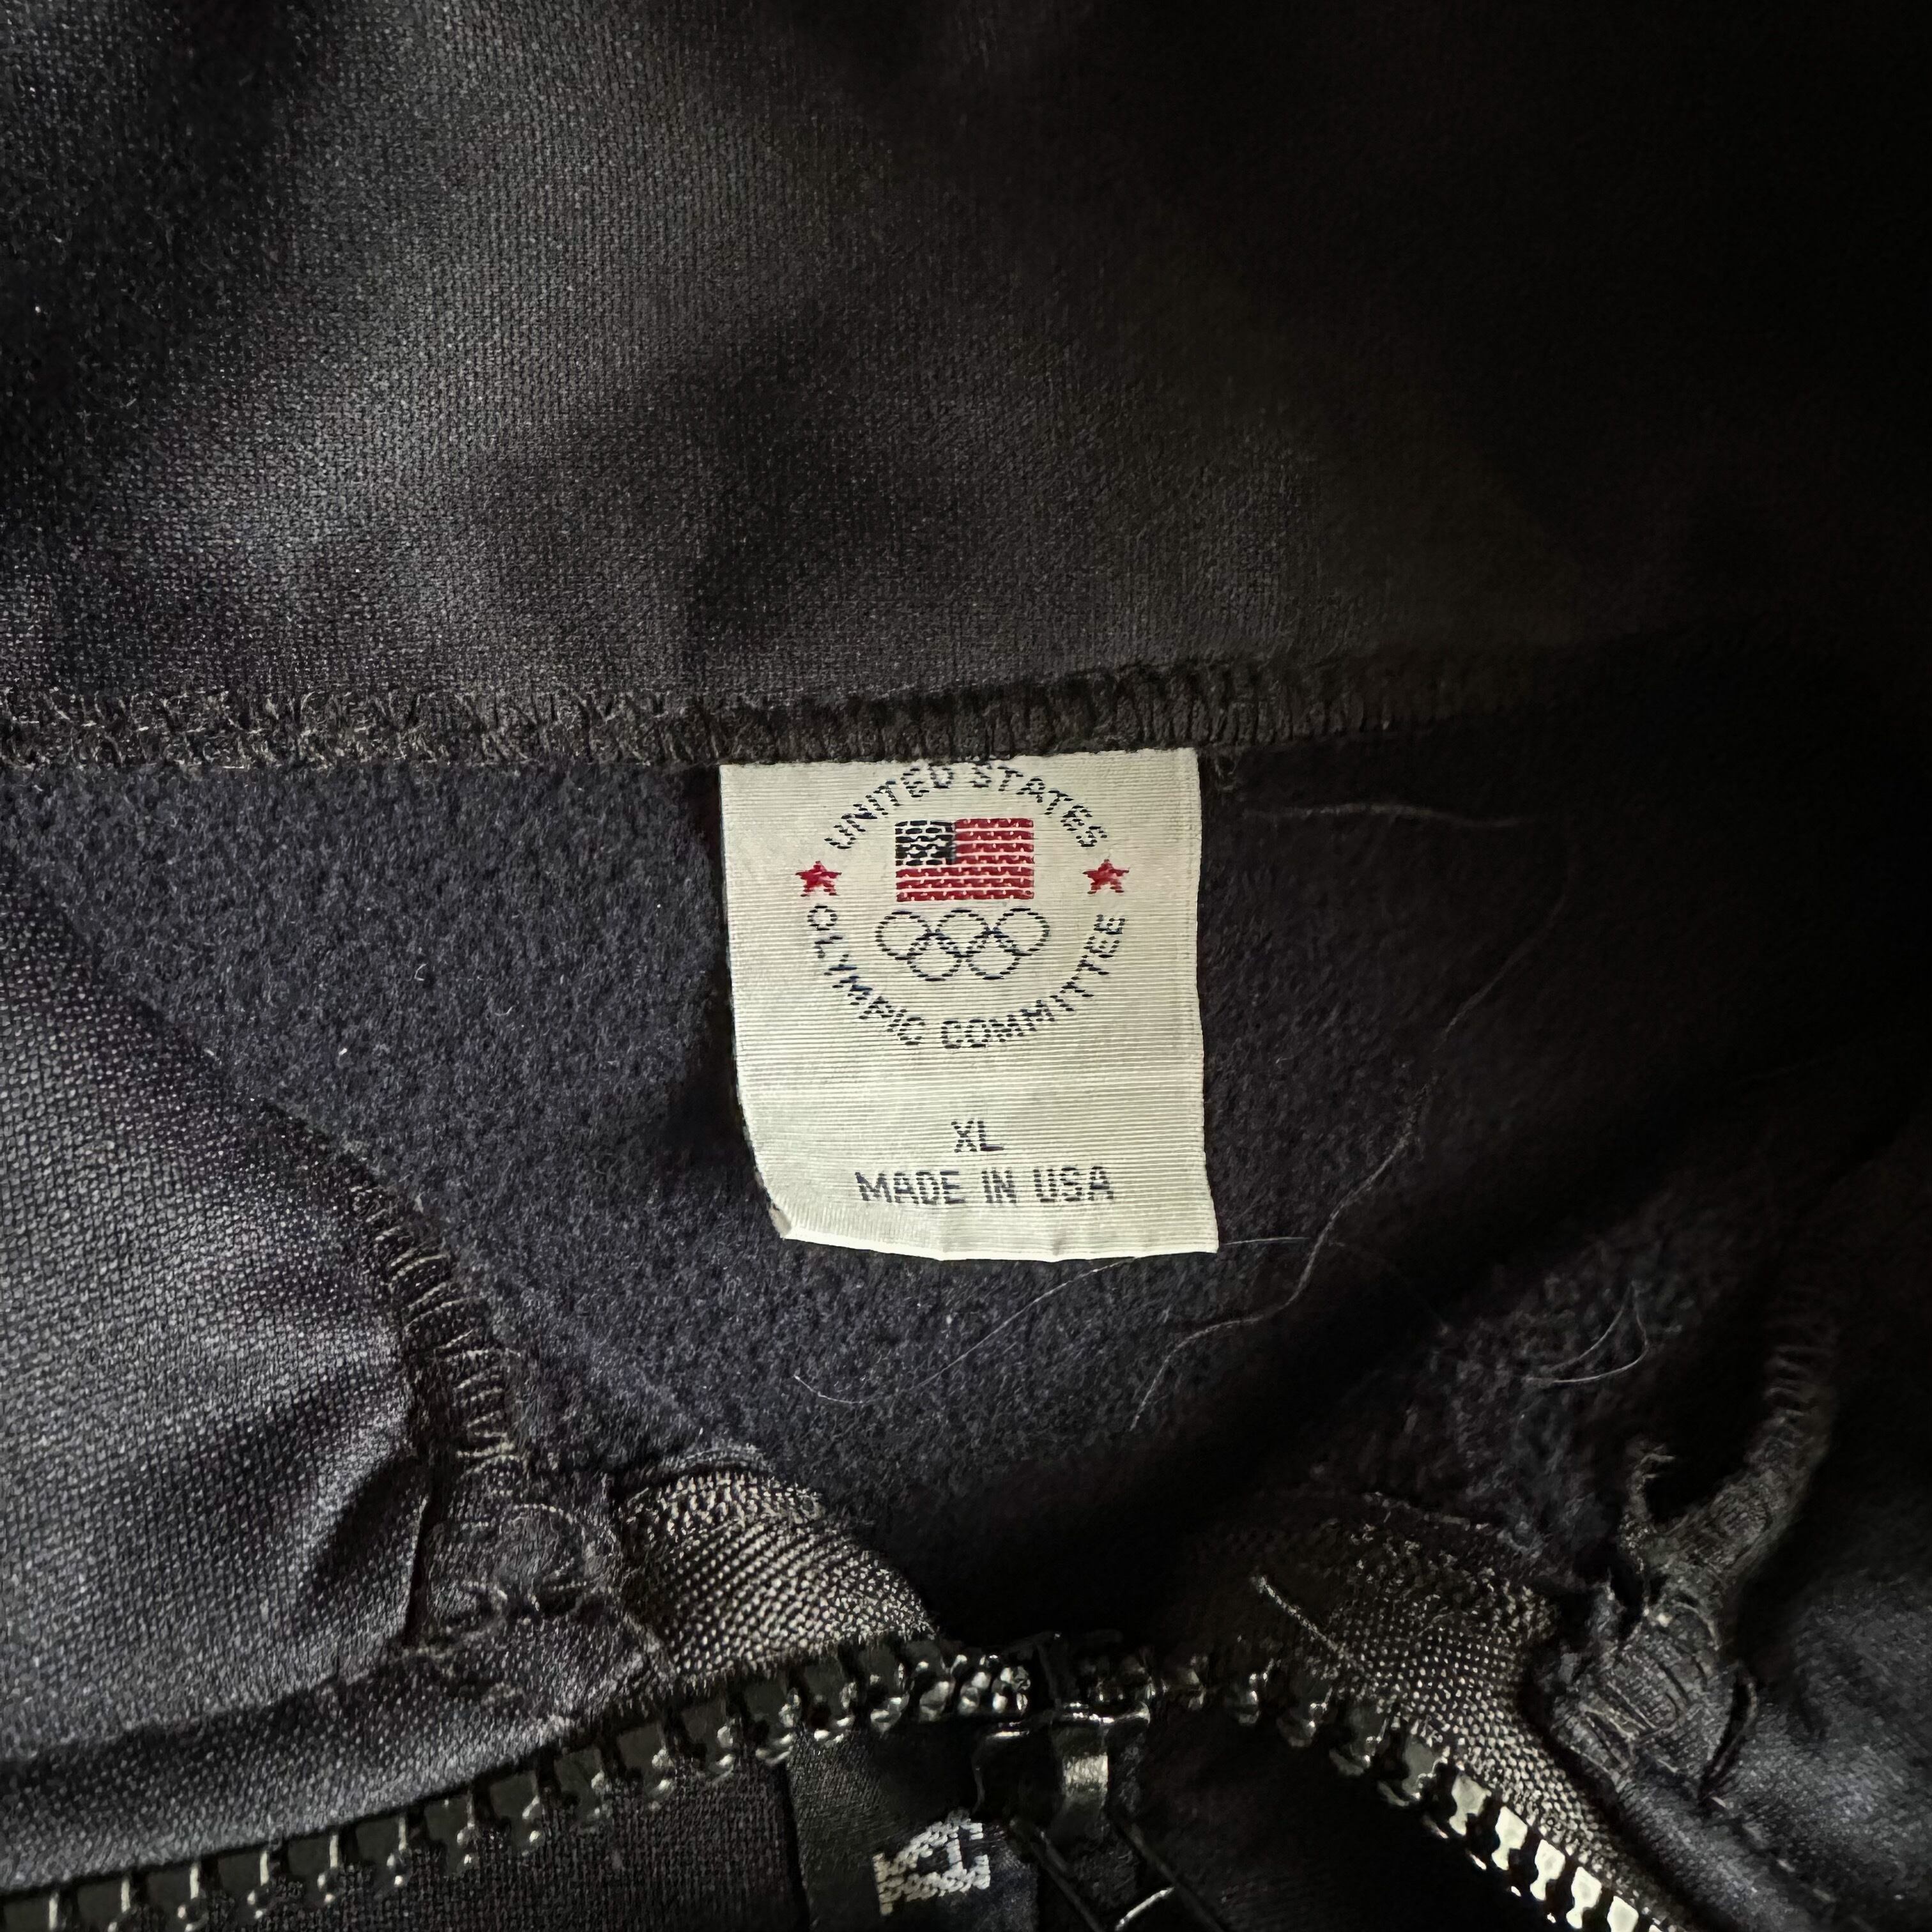 UNITED STATES
OLYMPIC COMMITTEE
XL
MADE IN USA